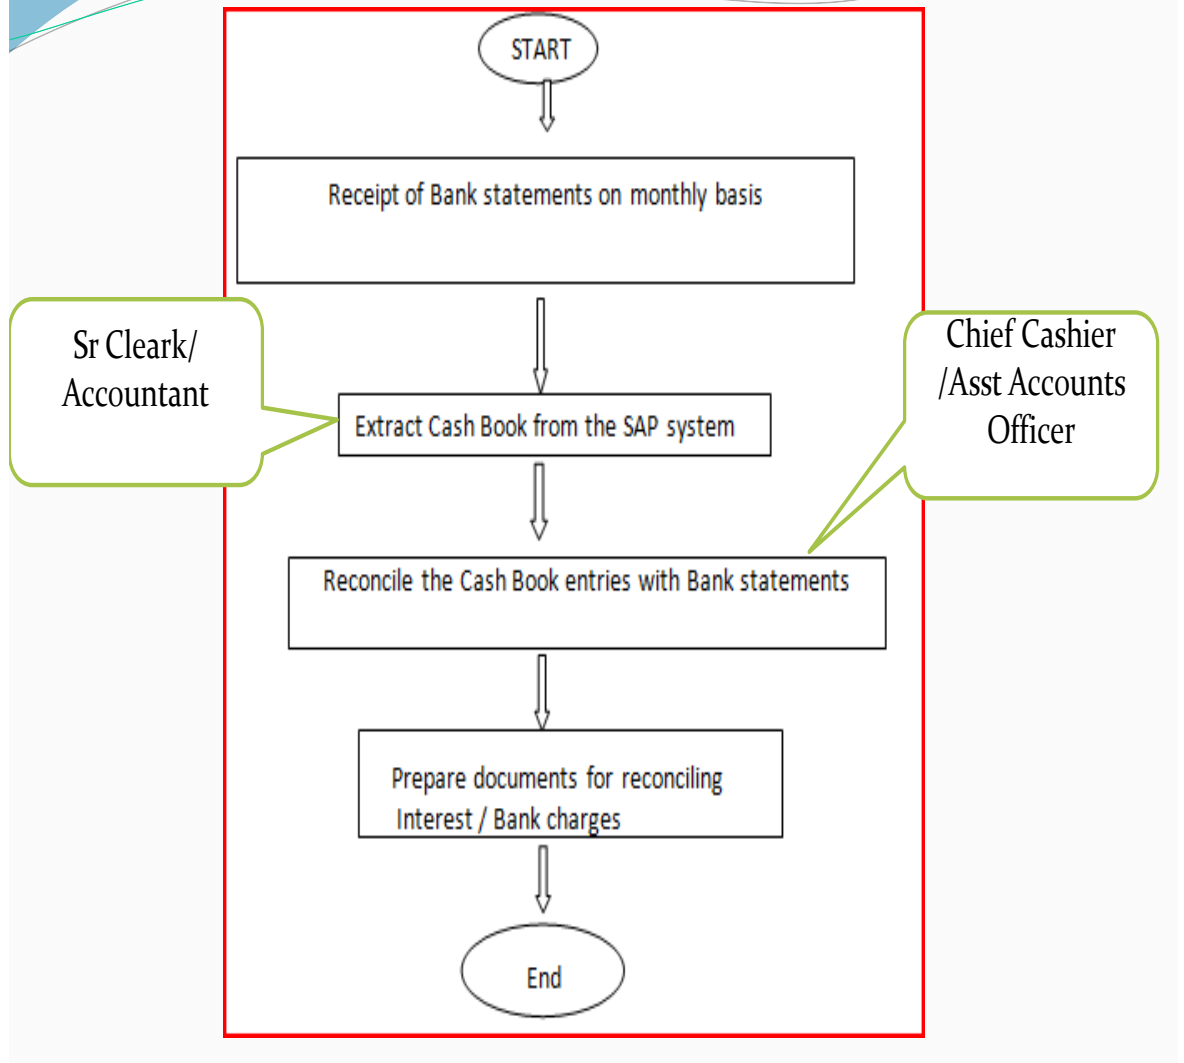 START
Receipt of Bank statements on monthly basis
Sr Cleark/
Accountant
Chief Cashier
/Asst Accounts
Officer
Extract Cash Book from the SAP system
Reconcile the Cash Book entries with Bank statements
Prepare documents for reconciling
Interest / Bank charges
End